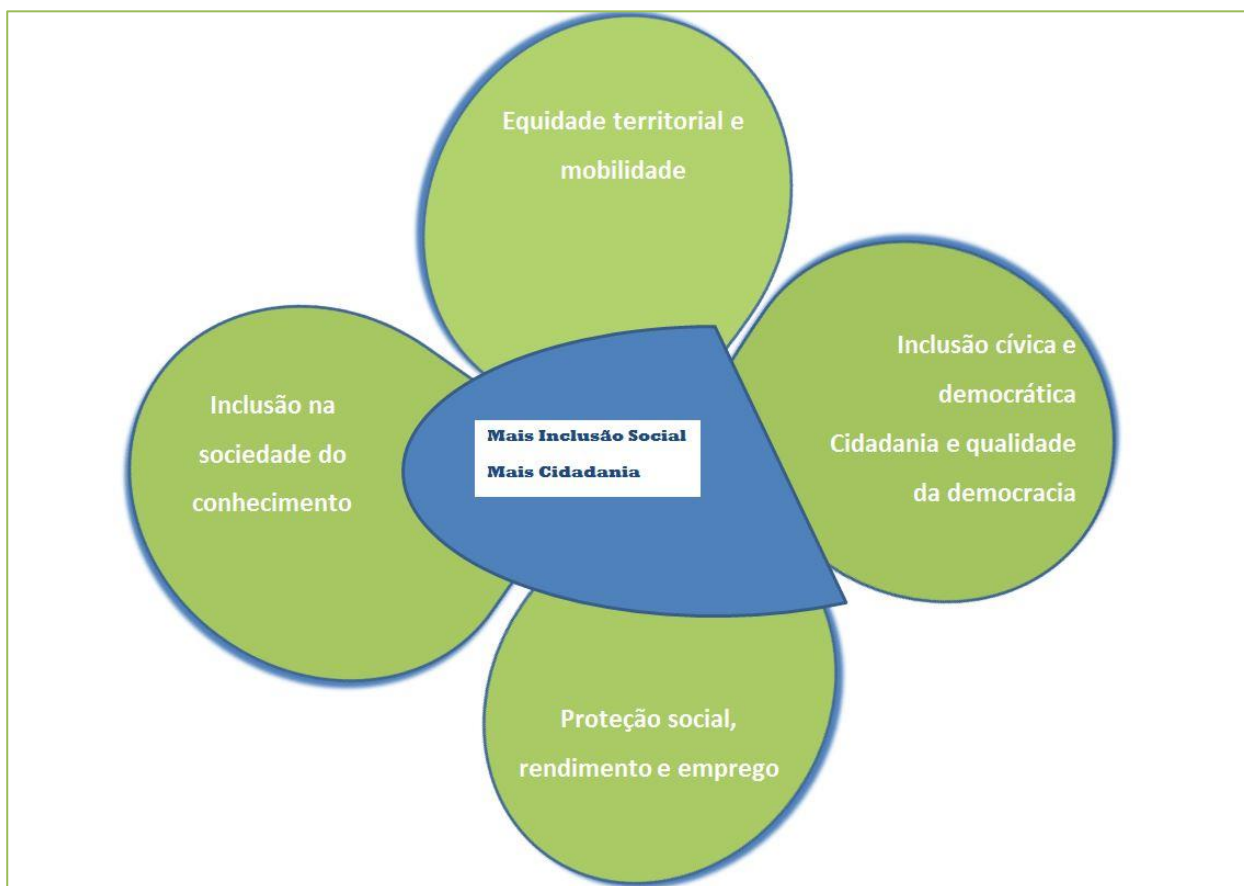 Equidade territorial e
mobilidade
Inclusão cívica e
democrática
Cidadania e qualidade
da democracia
Inclusão na
sociedade do
conhecimento
Mais Inclusão Social
Mais Cidadania
Proteção social,
rendimento e emprego